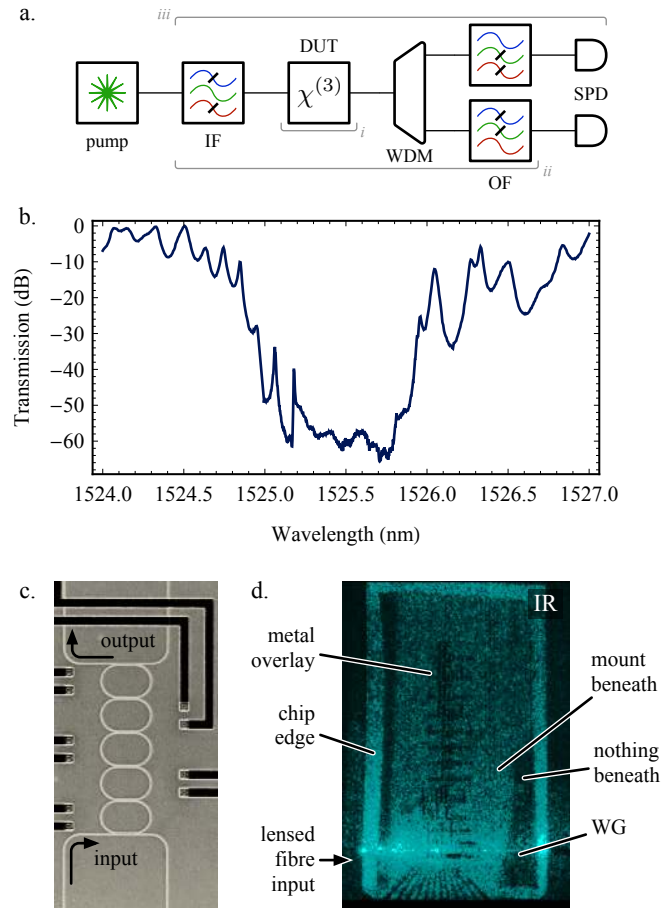 a.
iii
DUT
χ(3)
pump
IF
i
WDM
SPD
OF
ii
b.
Transmission (dB)
0
−10
−20
−30
−40
−50
−60
1524.0 1524.5 1525.0 1525.5 1526.0 1526.5 1527.0
Wavelength (nm)
c.
output
input
d.
IR
metal
overlay
chip
edge
lensed
fibre
input
mount
beneath
nothing
beneath
WG